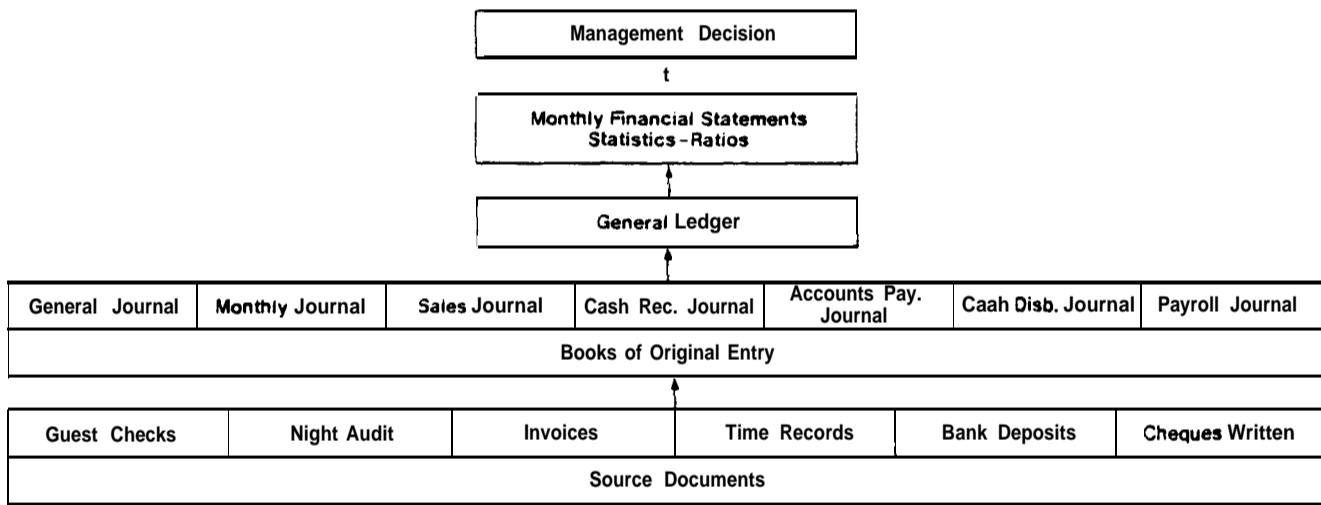 Management Decision
t
Monthly Financial Statements
Statistics-Ratios
General Ledger
General Journal
Monthly Journal
Sales Journal
Cash Rec. Journal
Accounts Pay.
Journal
Caah Disb. Journal
Payroll Journal
Books of Original Entry
Guest Checks
Night Audit
Invoices
Time Records
Bank Deposits
Cheques Written
Source Documents